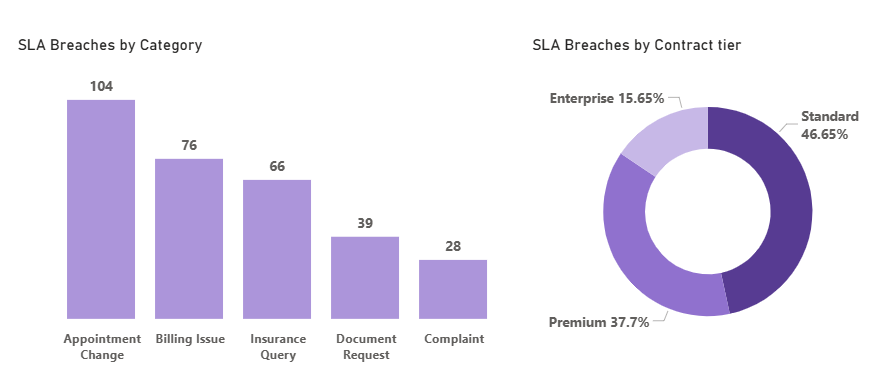 SLA Breaches by Category
104
76
66
39
28
Appointment
Change
Billing Issue
Insurance
Query
Document
Request
Complaint
SLA Breaches by Contract tier
Enterprise 15.65%
Standard
46.65%
Premium 37.7%